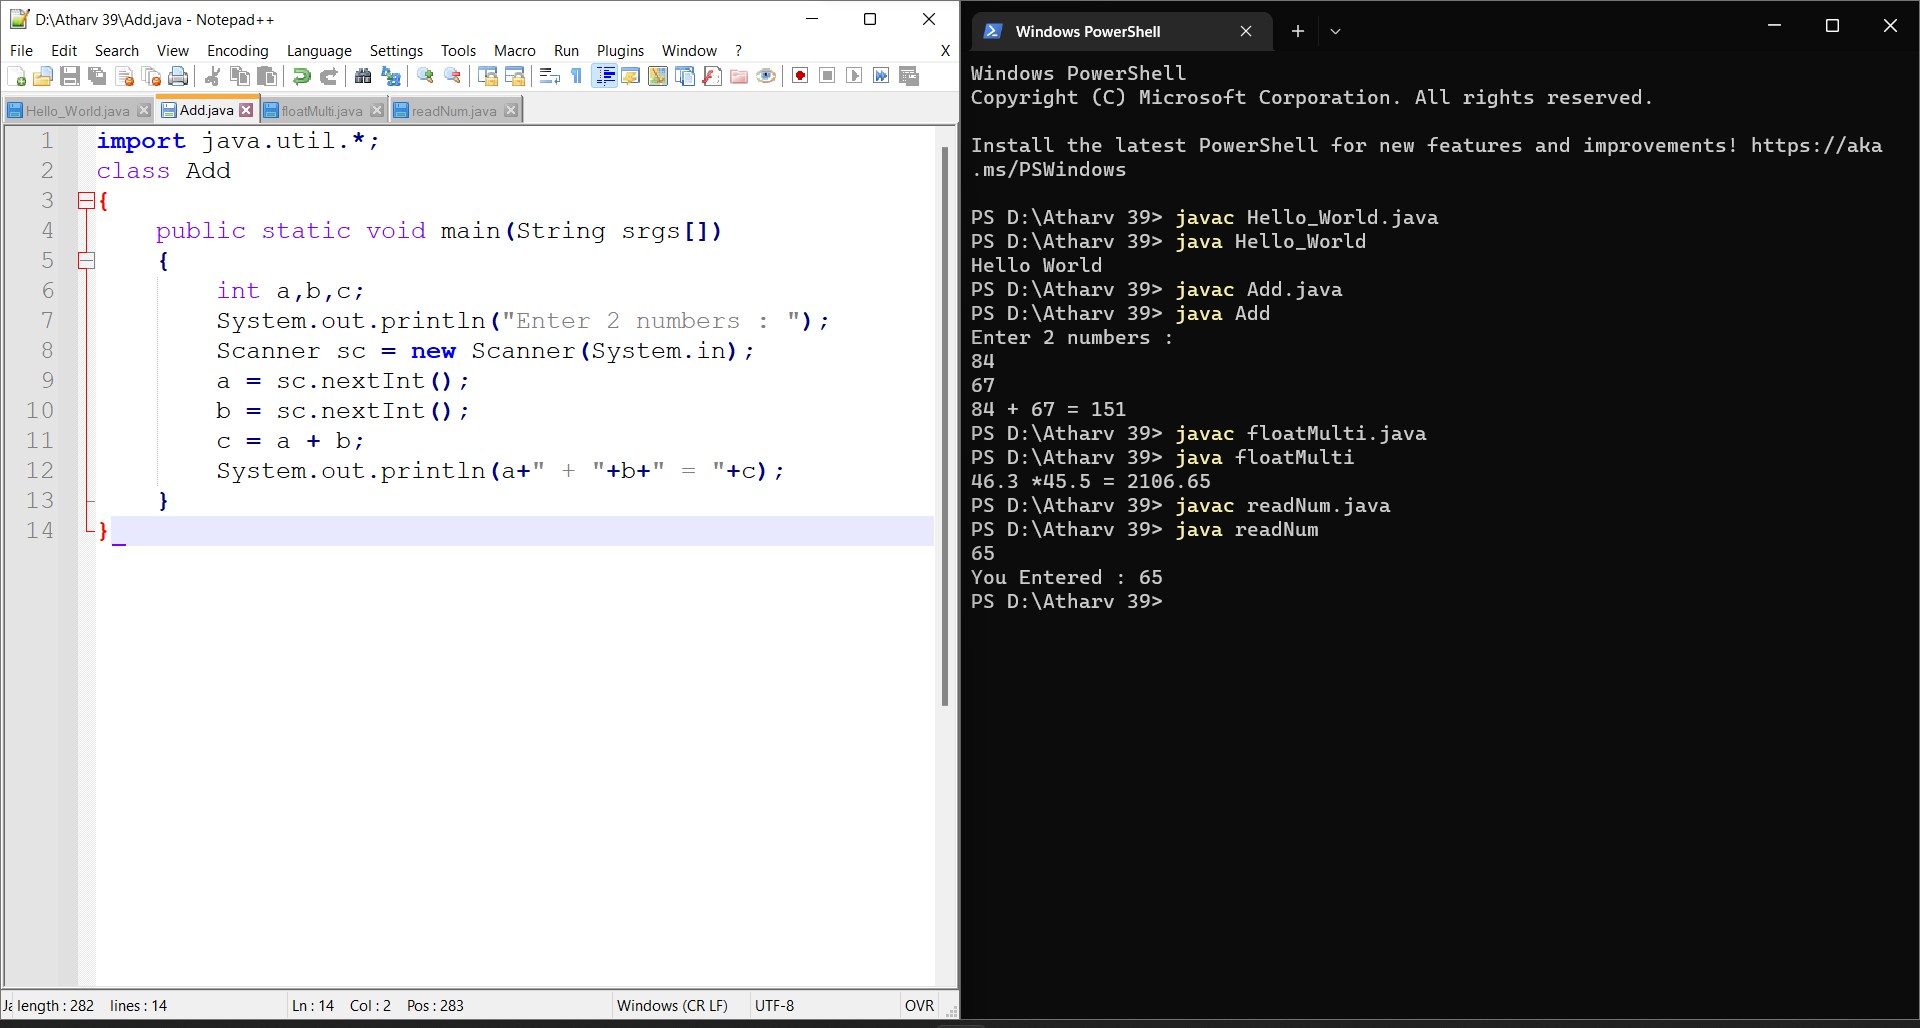 D:\Atharv 39\Add.java - Notepad++
File Edit Search View Encoding Language Settings Tools Macro Run Plugins Window ? X
Hello_World.java Add.java floatMulti.java readNum.java
1 import java.util.*;
2 class Add
3 {
4 public static void main(String srgs[])
5 {
6 int a,b,c;
7 System.out.println("Enter 2 numbers : ");
8 Scanner sc = new Scanner(System.in);
9 a = sc.nextInt();
10 b = sc.nextInt();
11 c = a + b;
12 System.out.println(a+" + "+b+" = "+c);
13 }
14 }
length : 282 lines : 14 Ln : 14 Col : 2 Pos : 283 Windows (CR LF) UTF-8 OVR
Windows PowerShell
Windows PowerShell
Copyright (C) Microsoft Corporation. All rights reserved.
Install the latest PowerShell for new features and improvements! https://aka
.ms/PSWindows
PS D:\Atharv 39> javac Hello_World.java
PS D:\Atharv 39> java Hello_World
Hello World
PS D:\Atharv 39> javac Add.java
PS D:\Atharv 39> java Add
Enter 2 numbers :
84
67
84 + 67 = 151
PS D:\Atharv 39> javac floatMulti.java
PS D:\Atharv 39> java floatMulti
46.3 *45.5 = 2106.65
PS D:\Atharv 39> javac readNum.java
PS D:\Atharv 39> java readNum
65
You Entered : 65
PS D:\Atharv 39>